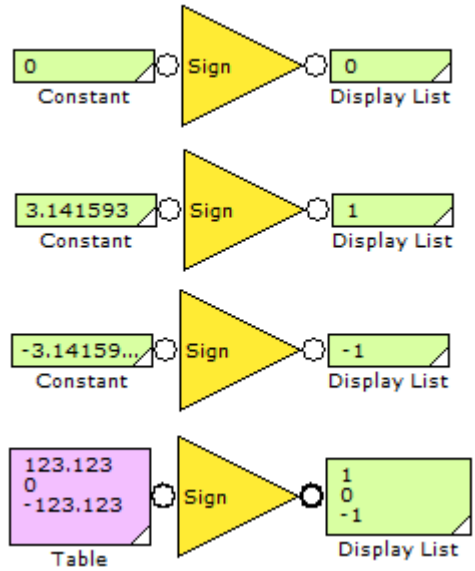 0 Sign 0
Constant Display List
3.141593 Sign 1
Constant Display List
-3.14159... Sign -1
Constant Display List
123.123
0
-123.123
Sign
1
0
-1
Table Display List